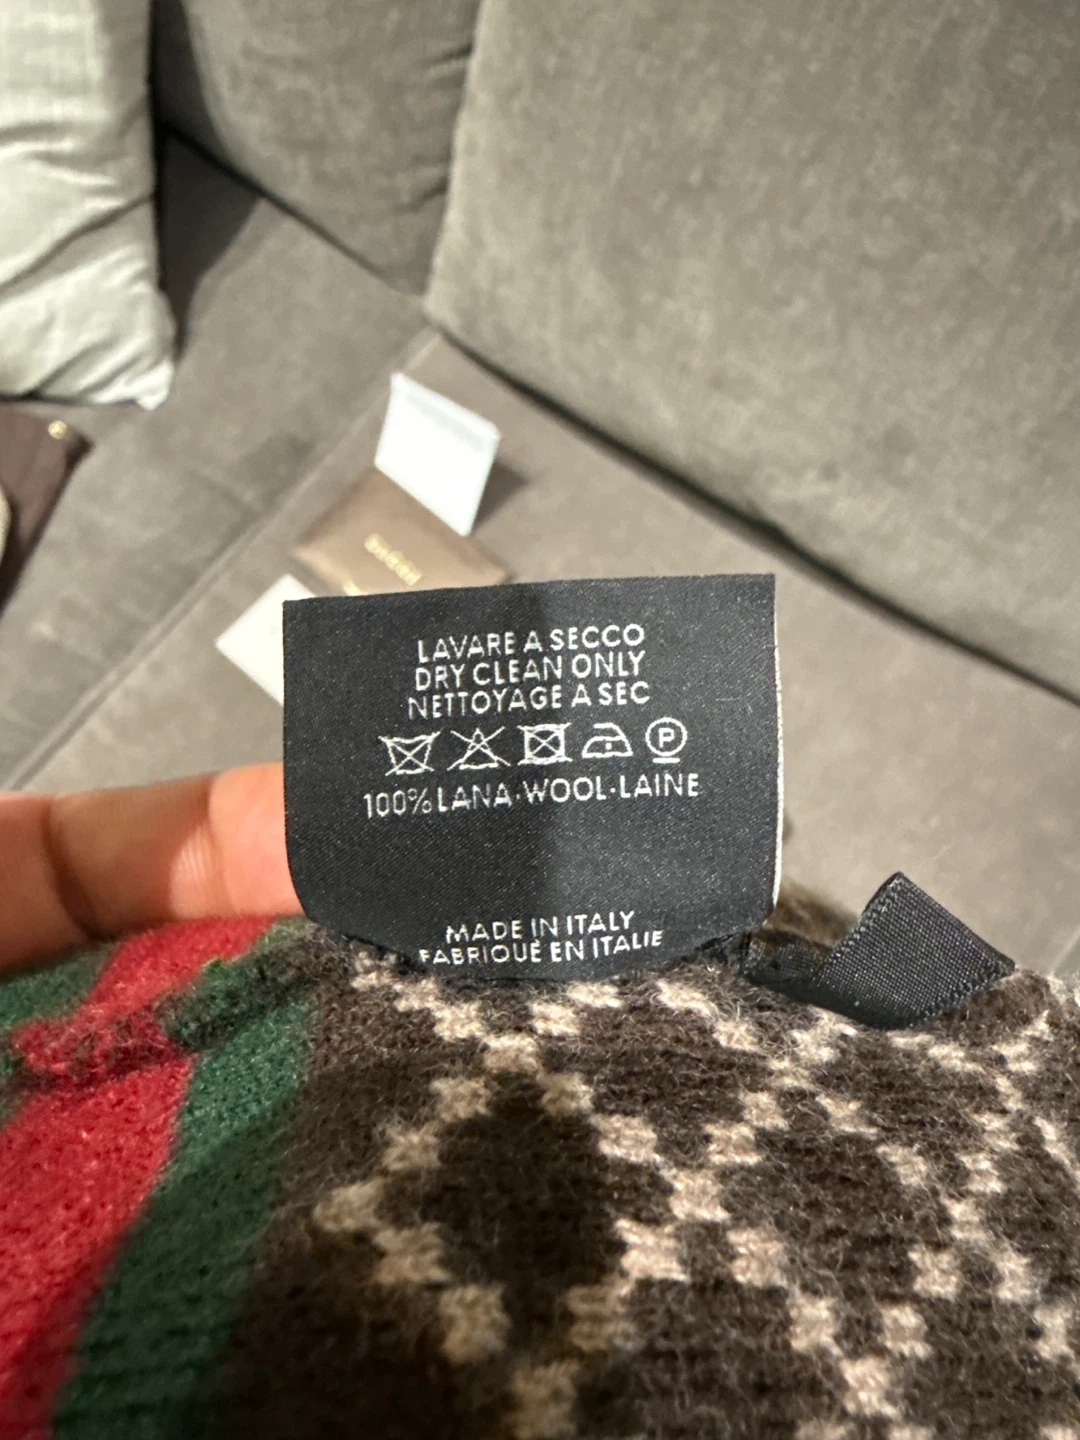 LAVARE A SECCO
DRY CLEAN ONLY
NETTOYAGE A SEC
P
100% LANA·WOOL·LAINE
MADE IN ITALY
FABRIQUÉ EN ITALIE